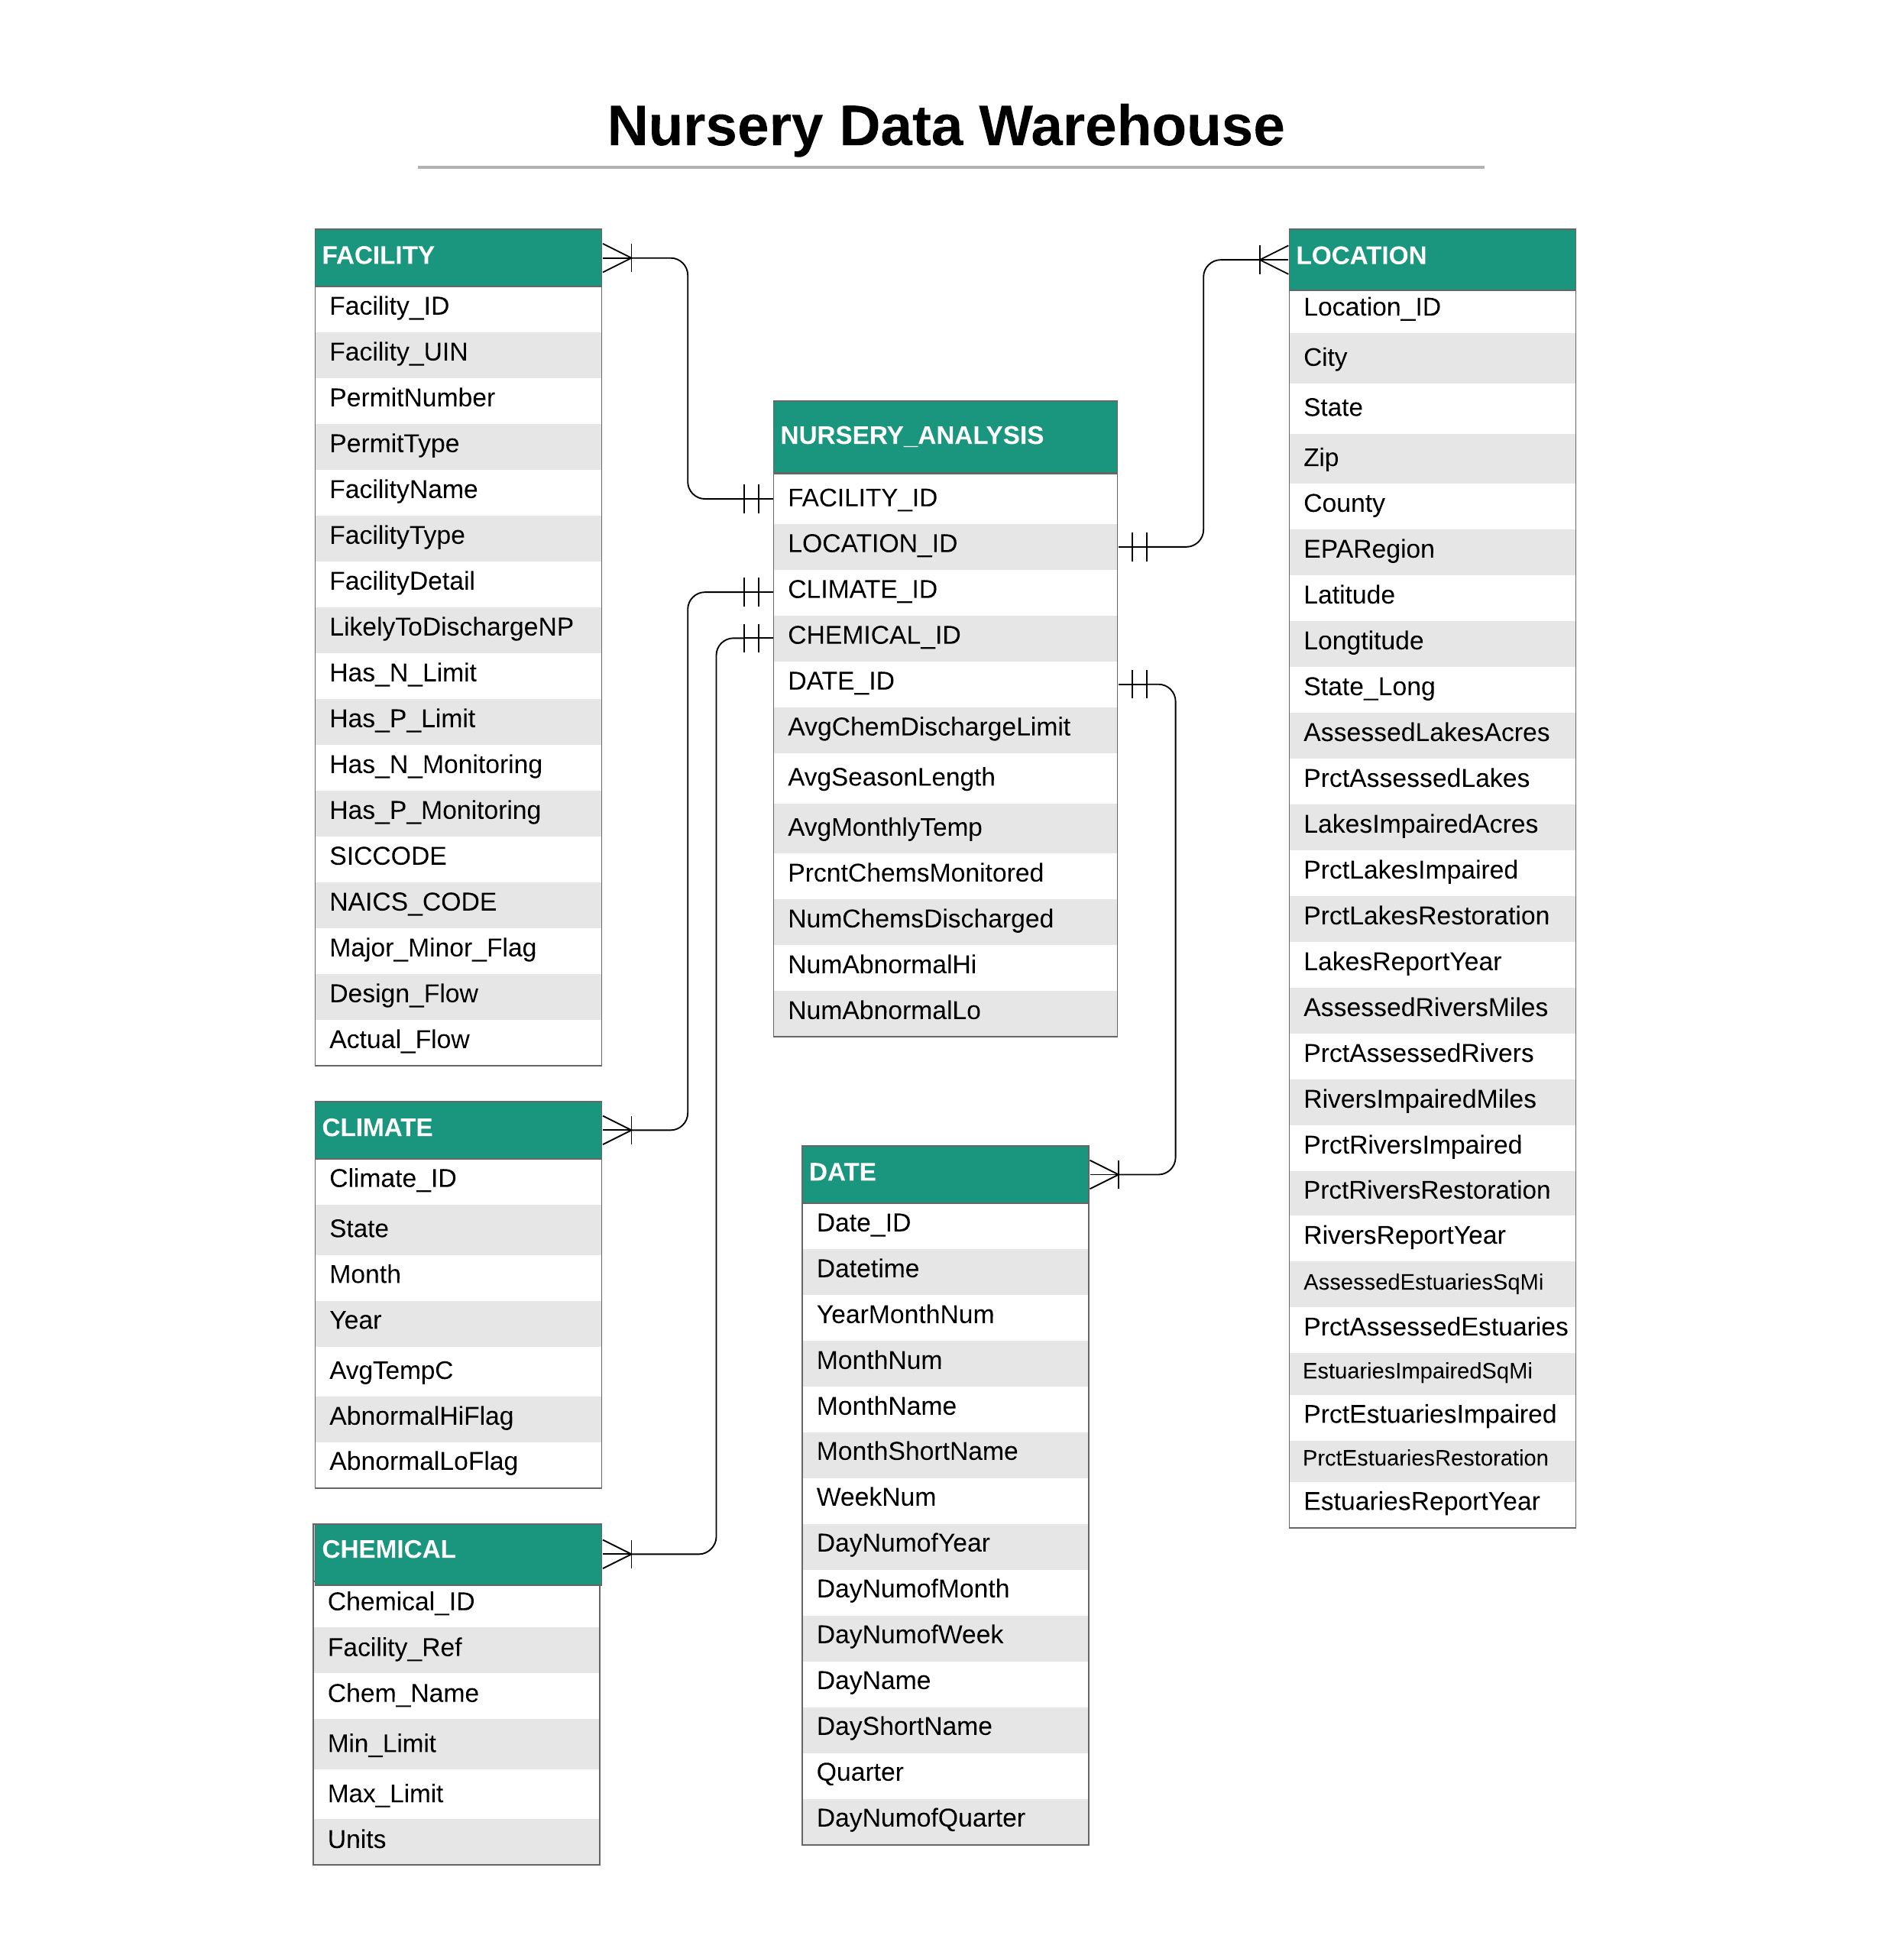 Nursery Data Warehouse
FACILITY
Facility_ID
Facility_UIN
PermitNumber
PermitType
FacilityName
FacilityType
FacilityDetail
LikelyToDischargeNP
Has_N_Limit
Has_P_Limit
Has_N_Monitoring
Has_P_Monitoring
SICCODE
NAICS_CODE
Major_Minor_Flag
Design_Flow
Actual_Flow
CLIMATE
Climate_ID
State
Month
Year
AvgTempC
AbnormalHiFlag
AbnormalLoFlag
CHEMICAL
Chemical_ID
Facility_Ref
Chem_Name
Min_Limit
Max_Limit
Units
NURSERY_ANALYSIS
FACILITY_ID
LOCATION_ID
CLIMATE_ID
CHEMICAL_ID
DATE_ID
AvgChemDischargeLimit
AvgSeasonLength
AvgMonthlyTemp
PrcntChemsMonitored
NumChemsDischarged
NumAbnormalHi
NumAbnormalLo
DATE
Date_ID
Datetime
YearMonthNum
MonthNum
MonthName
MonthShortName
WeekNum
DayNumofYear
DayNumofMonth
DayNumofWeek
DayName
DayShortName
Quarter
DayNumofQuarter
LOCATION
Location_ID
City
State
Zip
County
EPARegion
Latitude
Longtitude
State_Long
AssessedLakesAcres
PrctAssessedLakes
LakesImpairedAcres
PrctLakesImpaired
PrctLakesRestoration
LakesReportYear
AssessedRiversMiles
PrctAssessedRivers
RiversImpairedMiles
PrctRiversImpaired
PrctRiversRestoration
RiversReportYear
AssessedEstuariesSqMi
PrctAssessedEstuaries
EstuariesImpairedSqMi
PrctEstuariesImpaired
PrctEstuariesRestoration
EstuariesReportYear